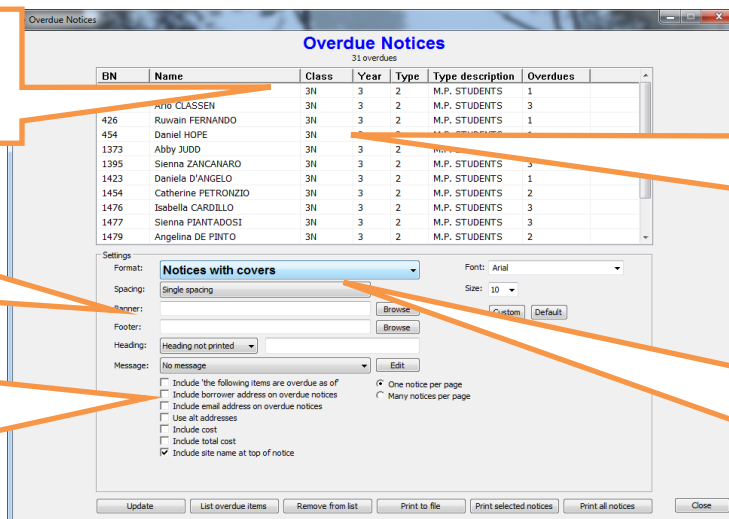 Overdue Notices
Overdue Notices
31 overdues
BN Name Class Year Type Type description Overdues
3N 3 2 M.P. STUDENTS 1
CLASSEN 3N 3 2 M.P. STUDENTS 3
426 Ruwain FERNANDO 3N 3 2 M.P. STUDENTS 1
454 Daniel HOPE 3N 3 2 M.P. STUDENTS 1
1373 Abby JUDD 3N 3 2 M.P. STUDENTS
1395 Sienna ZANCANARO 3N 3 2 M.P. STUDENTS 3
1423 Daniela D'ANGELO 3N 3 2 M.P. STUDENTS 1
1454 Catherine PETRONZIO 3N 3 2 M.P. STUDENTS 2
1476 Isabella CARDILLO 3N 3 2 M.P. STUDENTS 3
1477 Sienna PIANTADOSI 3N 3 2 M.P. STUDENTS 3
1479 Angelina DE PINTO 3N 3 2 M.P. STUDENTS 2
Settings
Format: Notices with covers Font: Arial
Spacing: Single spacing Size: 10
Banner: Browse Custom Default
Footer: Browse
Heading: Heading not printed
Message: No message Edit
Include 'the following items are overdue as of' One notice per page
Include borrower address on overdue notices Many notices per page
Include email address on overdue notices
Use alt addresses
Include cost
Include total cost
Include site name at top of notice
Update List overdue items Remove from list Print to file Print selected notices Print all notices Close